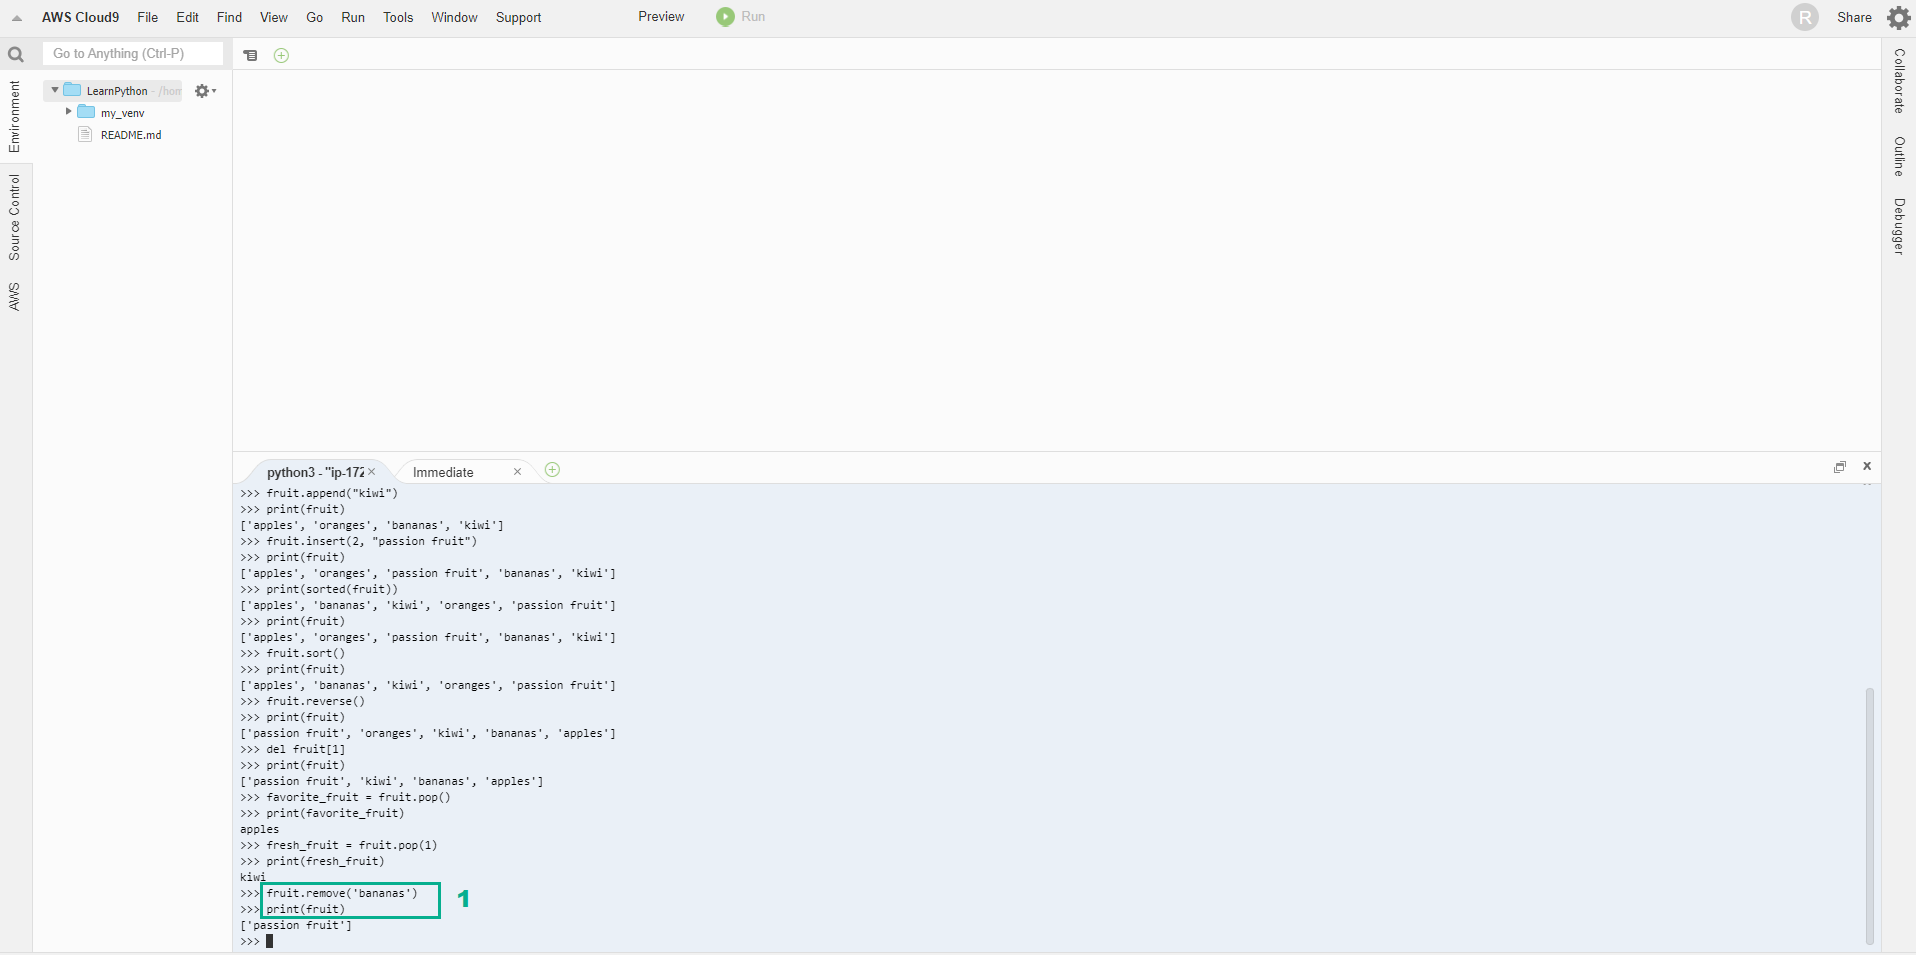 AWS Cloud9 File Edit Find View Go Run Tools Window Support Preview Run R Share
Go to Anything (Ctrl-P)
Environment
Source Control
AWS
LearnPython - /hom
my_venv
README.md
Collaborate
Outline
Debugger
python3 - "ip-172 × Immediate ×
>>> fruit.append("kiwi")
>>> print(fruit)
['apples', 'oranges', 'bananas', 'kiwi']
>>> fruit.insert(2, "passion fruit")
>>> print(fruit)
['apples', 'oranges', 'passion fruit', 'bananas', 'kiwi']
>>> print(sorted(fruit))
['apples', 'bananas', 'kiwi', 'oranges', 'passion fruit']
>>> print(fruit)
['apples', 'oranges', 'passion fruit', 'bananas', 'kiwi']
>>> fruit.sort()
>>> print(fruit)
['apples', 'bananas', 'kiwi', 'oranges', 'passion fruit']
>>> fruit.reverse()
>>> print(fruit)
['passion fruit', 'oranges', 'kiwi', 'bananas', 'apples']
>>> del fruit[1]
>>> print(fruit)
['passion fruit', 'kiwi', 'bananas', 'apples']
>>> favorite_fruit = fruit.pop()
>>> print(favorite_fruit)
apples
>>> fresh_fruit = fruit.pop(1)
>>> print(fresh_fruit)
kiwi
>>> fruit.remove('bananas')
1
>>> print(fruit)
['passion fruit']
>>>